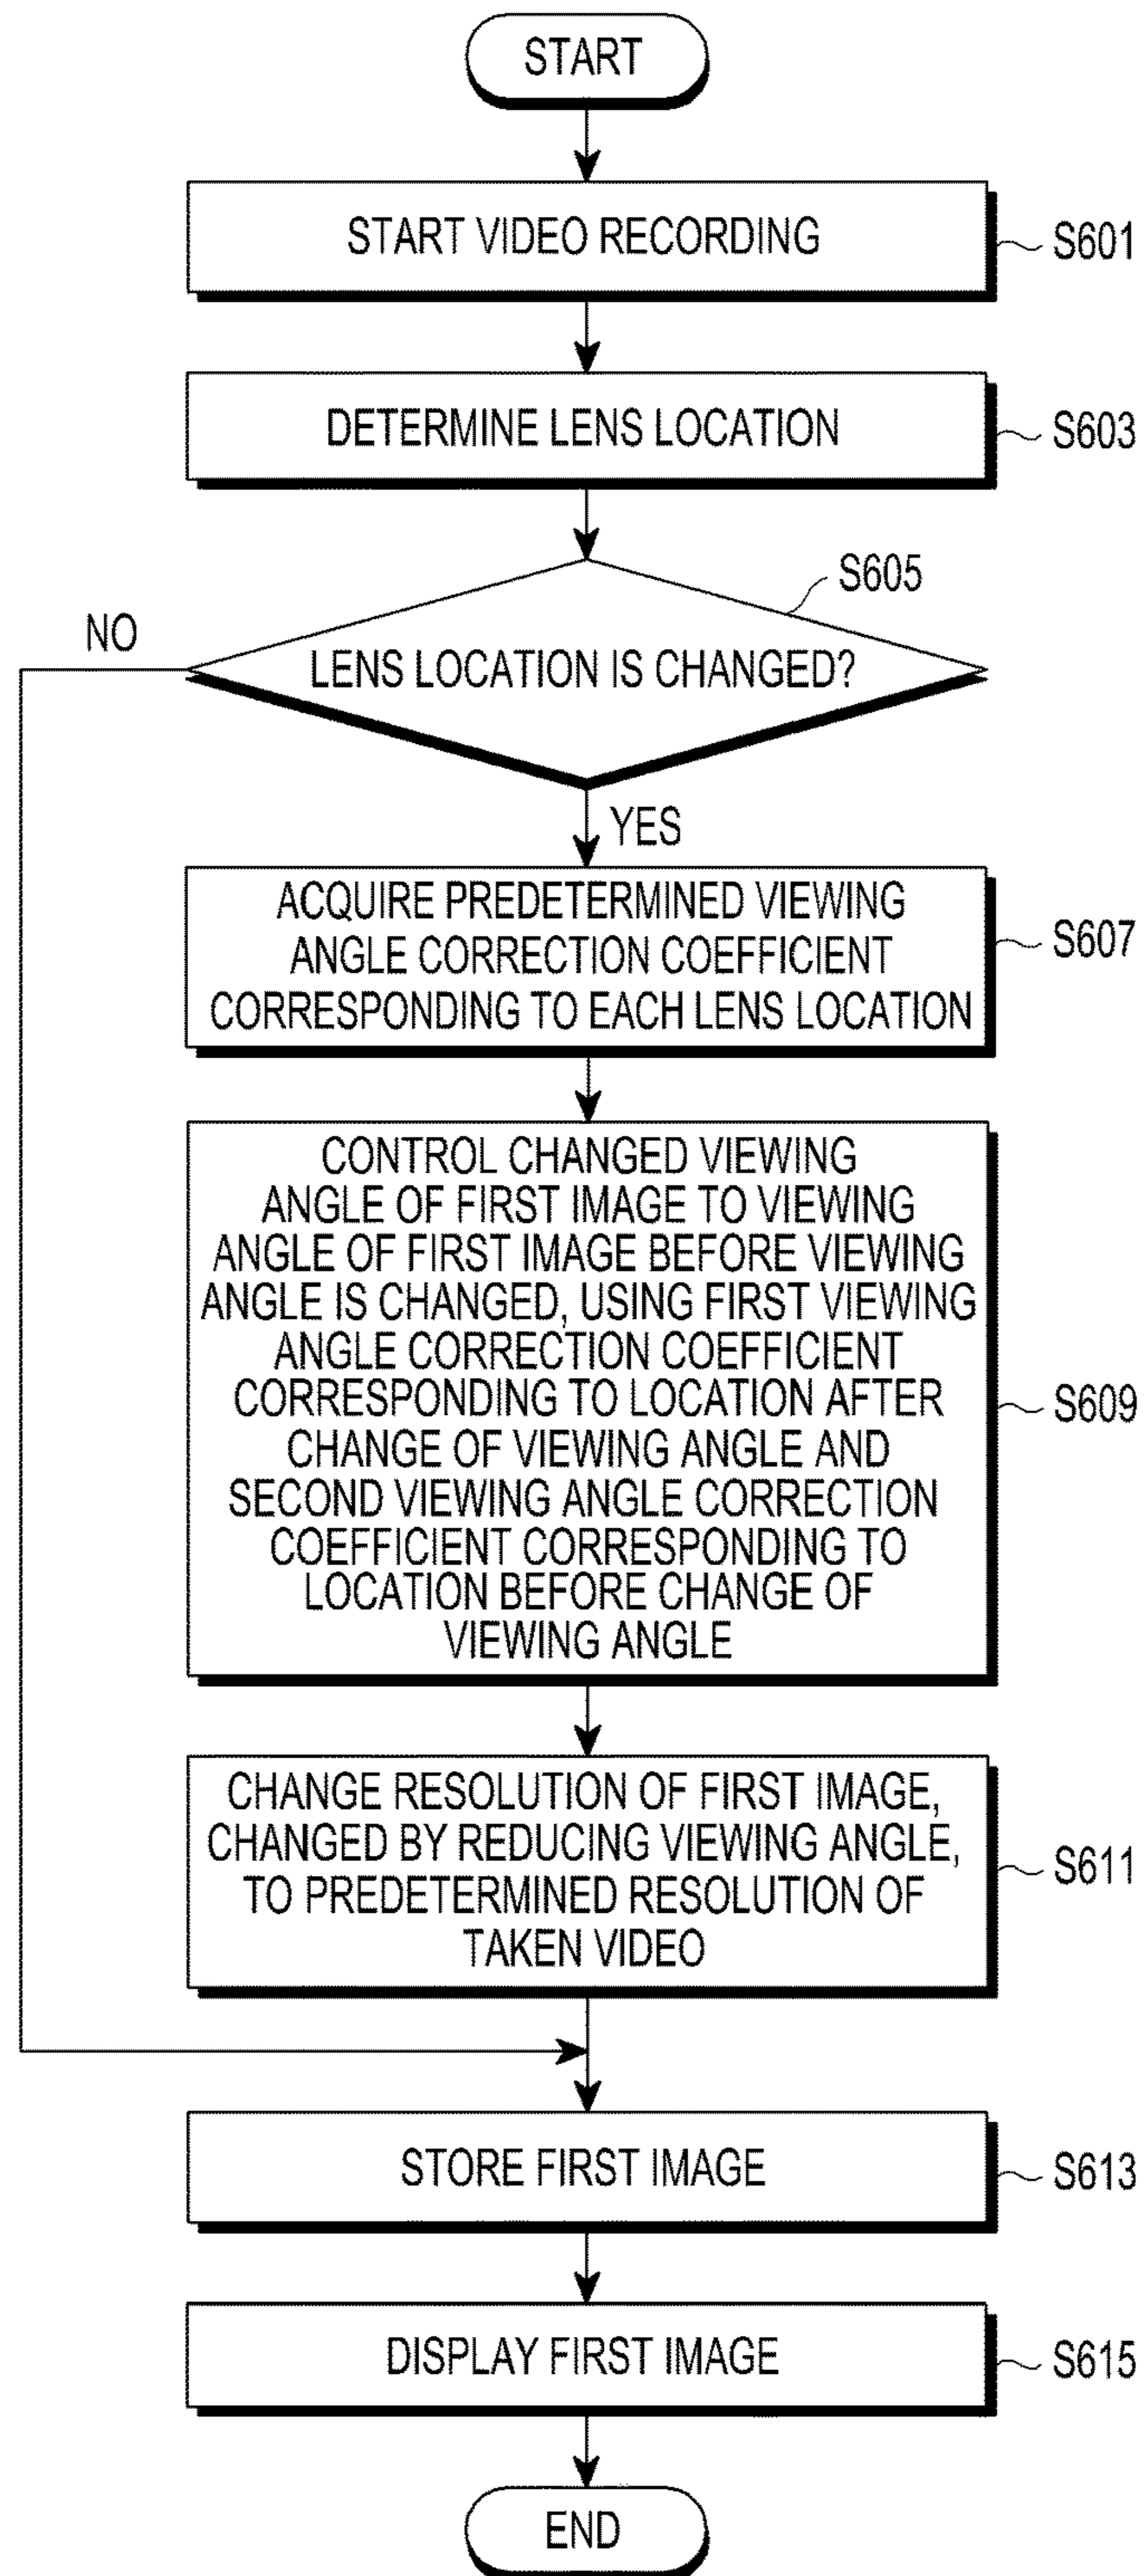 START
START VIDEO RECORDING
S601
DETERMINE LENS LOCATION
S603
S605
NO
LENS LOCATION IS CHANGED?
YES
ACQUIRE PREDETERMINED VIEWING
ANGLE CORRECTION COEFFICIENT
CORRESPONDING TO EACH LENS LOCATION
S607
CONTROL CHANGED VIEWING
ANGLE OF FIRST IMAGE TO VIEWING
ANGLE OF FIRST IMAGE BEFORE VIEWING
ANGLE IS CHANGED, USING FIRST VIEWING
ANGLE CORRECTION COEFFICIENT
CORRESPONDING TO LOCATION AFTER
CHANGE OF VIEWING ANGLE AND
SECOND VIEWING ANGLE CORRECTION
COEFFICIENT CORRESPONDING TO
LOCATION BEFORE CHANGE OF
VIEWING ANGLE
S609
CHANGE RESOLUTION OF FIRST IMAGE,
CHANGED BY REDUCING VIEWING ANGLE,
TO PREDETERMINED RESOLUTION OF
TAKEN VIDEO
S611
STORE FIRST IMAGE
S613
DISPLAY FIRST IMAGE
S615
END